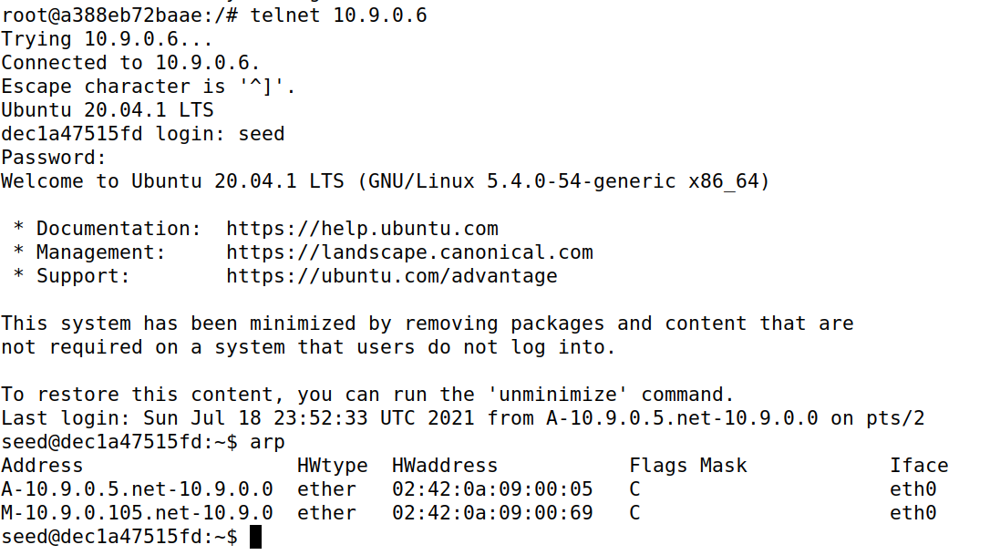 root@a388eb72baae:/# telnet 10.9.0.6
Trying 10.9.0.6...
Connected to 10.9.0.6.
Escape character is '^]'.
Ubuntu 20.04.1 LTS
dec1a47515fd login: seed
Password:
Welcome to Ubuntu 20.04.1 LTS (GNU/Linux 5.4.0-54-generic x86_64)

 * Documentation:  https://help.ubuntu.com
 * Management:     https://landscape.canonical.com
 * Support:        https://ubuntu.com/advantage

This system has been minimized by removing packages and content that are
not required on a system that users do not log into.

To restore this content, you can run the 'unminimize' command.
Last login: Sun Jul 18 23:52:33 UTC 2021 from A-10.9.0.5.net-10.9.0.0 on pts/2
seed@dec1a47515fd:~$ arp
Address                  HWtype  HWaddress           Flags Mask            Iface
A-10.9.0.5.net-10.9.0.0  ether   02:42:0a:09:00:05   C                     eth0
M-10.9.0.105.net-10.9.0  ether   02:42:0a:09:00:69   C                     eth0
seed@dec1a47515fd:~$